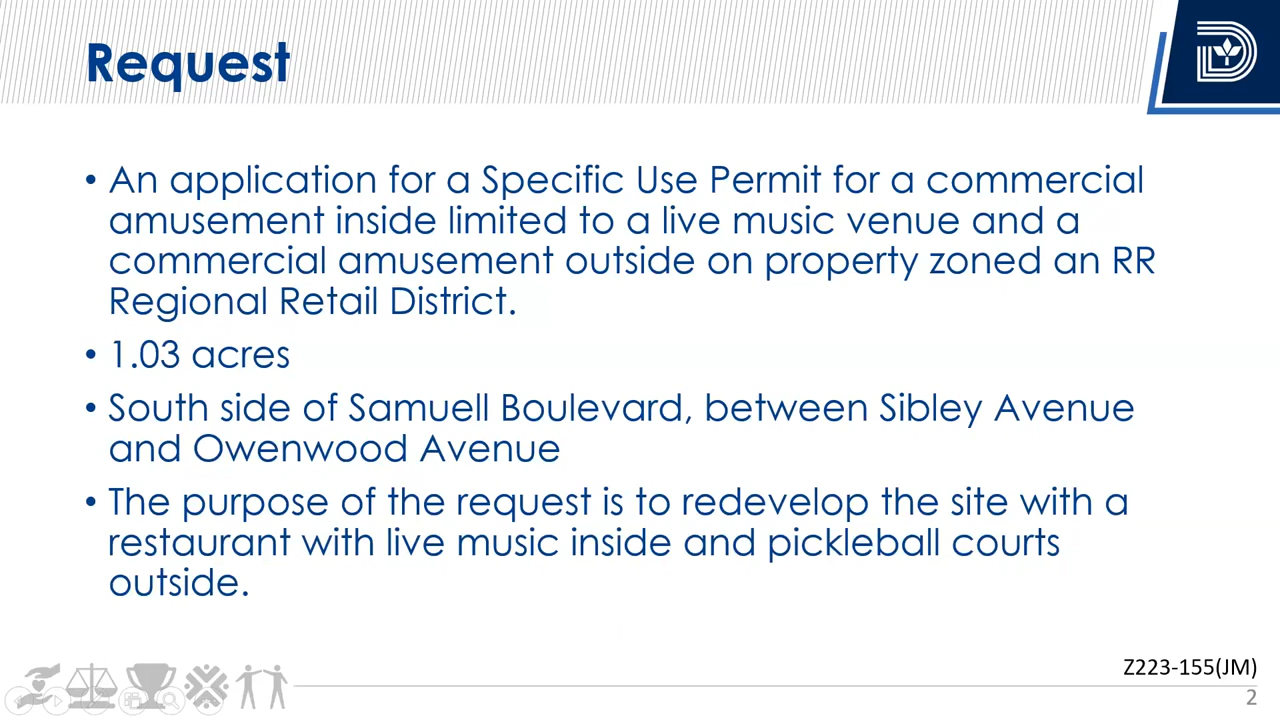 Request
• An application for a Specific Use Permit for a commercial
amusement inside limited to a live music venue and a
commercial amusement outside on property zoned an RR
Regional Retail District.
• 1.03 acres
• South side of Samuell Boulevard, between Sibley Avenue
and Owenwood Avenue
• The purpose of the request is to redevelop the site with a
restaurant with live music inside and pickleball courts
outside.
Z223-155(JM)
2